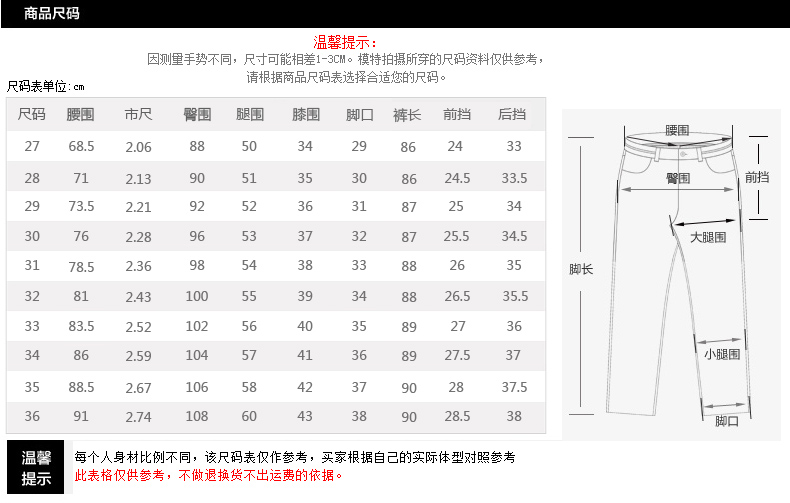 商品尺码
温馨提示：
因测量手势不同，尺寸可能相差1-3CM。模特拍摄所穿的尺码资料仅供参考，
请根据商品尺码表选择合适您的尺码。
尺码表单位:cm
尺码 腰围 市尺 臀围 腿围 膝围 脚口 裤长 前挡 后挡
27 68.5 2.06 88 50 34 29 86 24 33
28 71 2.13 90 51 35 30 86 24.5 33.5
29 73.5 2.21 92 52 36 31 87 25 34
30 76 2.28 96 53 37 32 87 25.5 34.5
31 78.5 2.36 98 54 38 33 88 26 35
32 81 2.43 100 55 39 34 88 26.5 35.5
33 83.5 2.52 102 56 40 35 89 27 36
34 86 2.59 104 57 41 36 89 27.5 37
35 88.5 2.67 106 58 42 37 90 28 37.5
36 91 2.74 108 60 43 38 90 28.5 38
腰围
臀围
前挡
大腿围
脚长
小腿围
脚口
温馨
提示
每个人身材比例不同，该尺码表仅作参考，买家根据自己的实际体型对照参考
此表格仅供参考，不做退换货不出运费的依据。